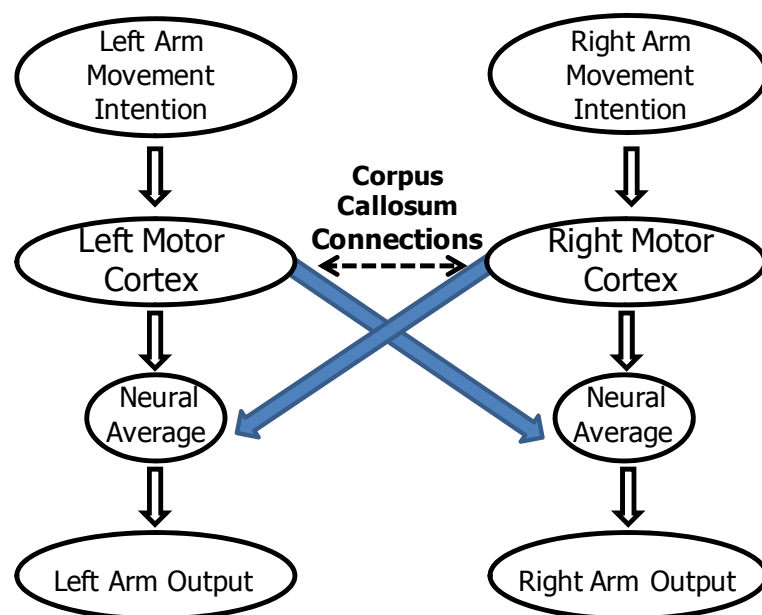 Left Arm
Movement
Intention
Right Arm
Movement
Intention
Corpus
Callosum
Connections
Left Motor
Cortex
Right Motor
Cortex
Neural
Average
Neural
Average
Left Arm Output
Right Arm Output